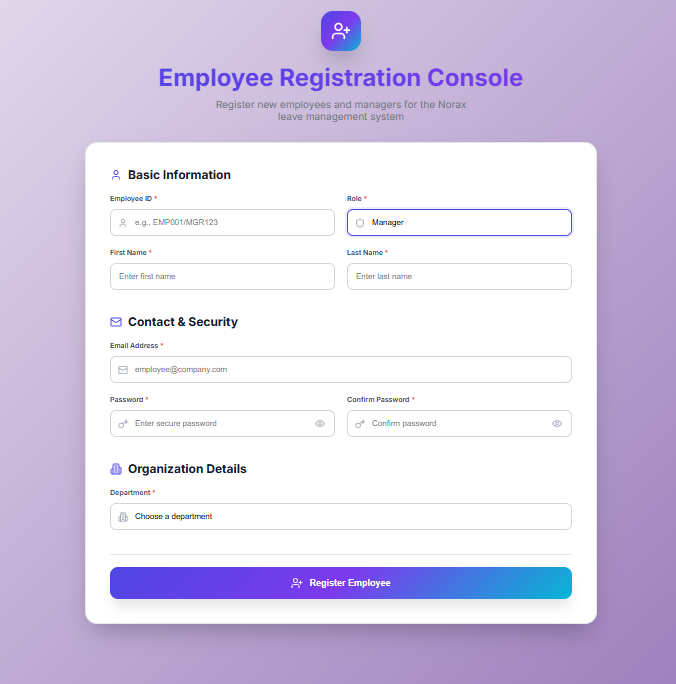 Employee Registration Console
Register new employees and managers for the Norax
leave management system
Basic Information
Employee ID *
Role *
e.g., EMP001/MGR123
Manager
First Name *
Last Name *
Enter first name
Enter last name
Contact & Security
Email Address *
employee@company.com
Password *
Confirm Password *
Enter secure password
Confirm password
Organization Details
Department *
Choose a department
Register Employee